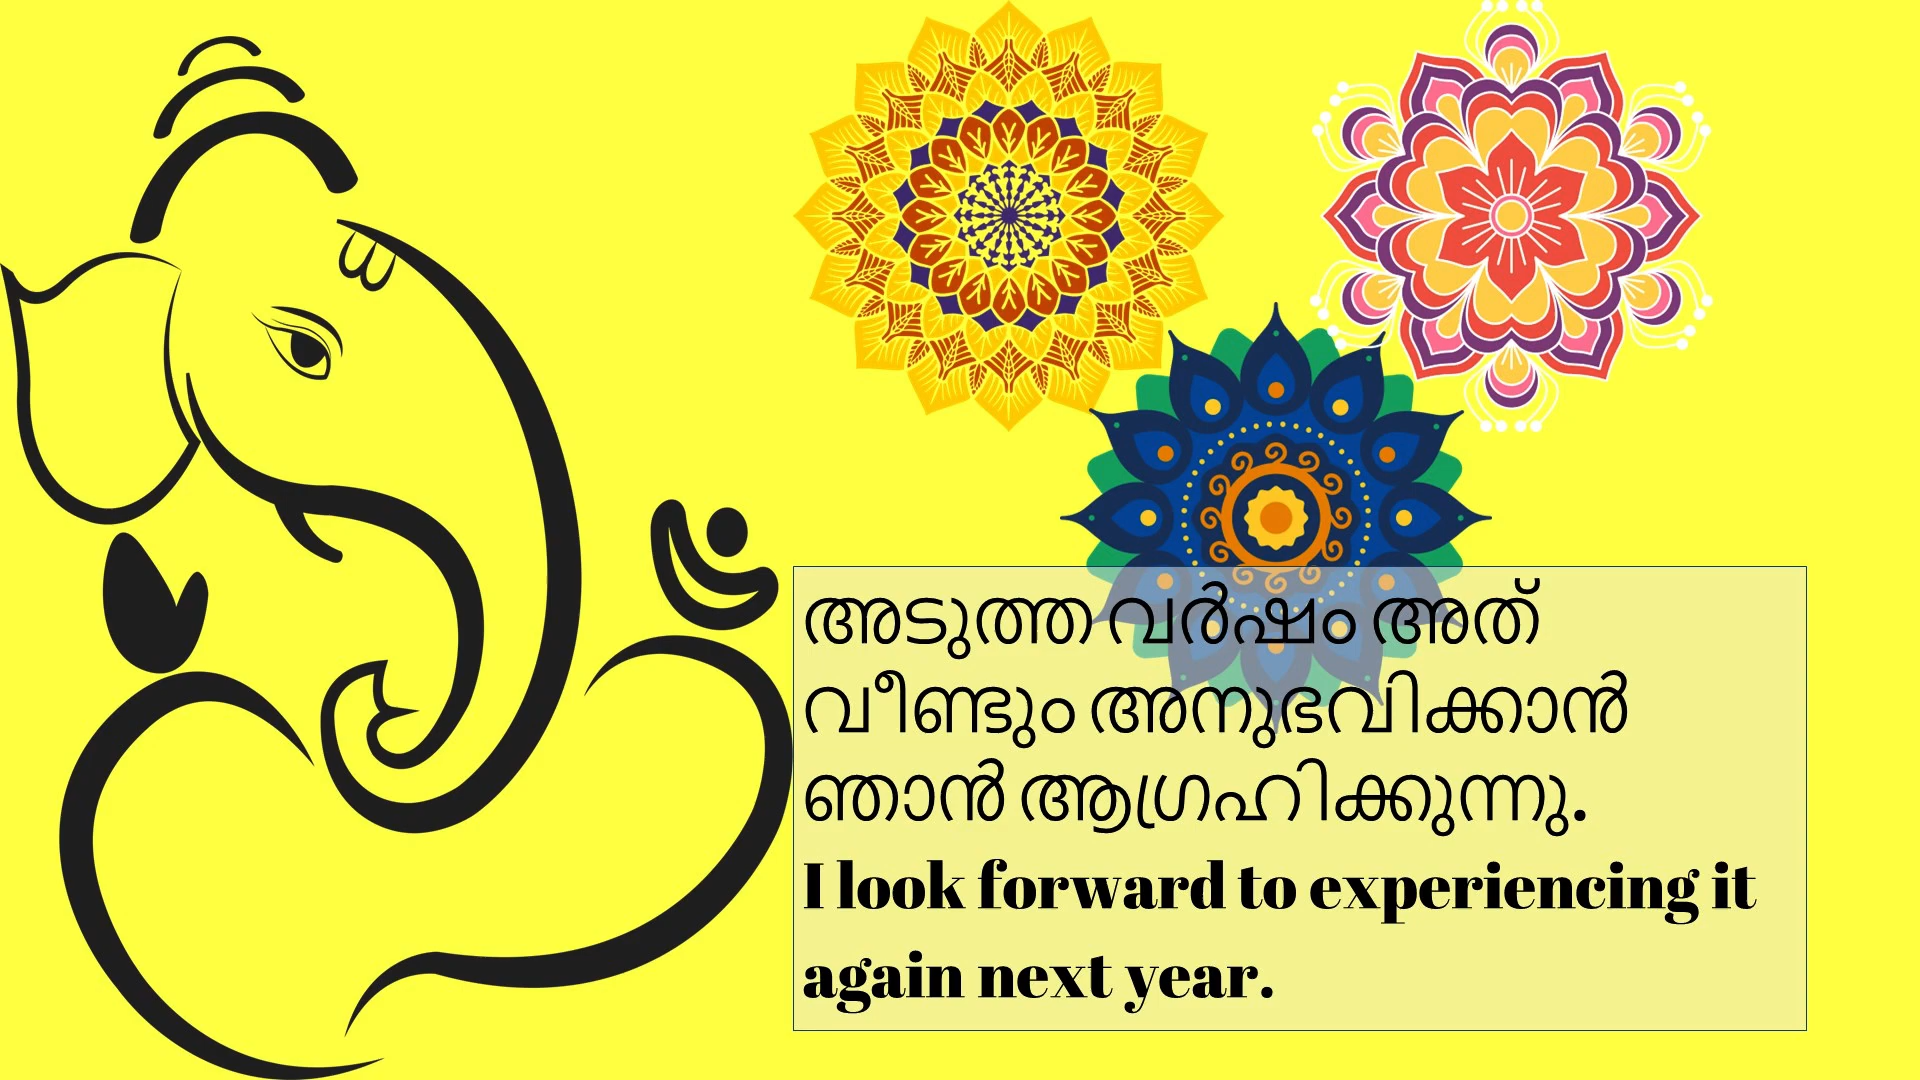 അടുത്ത വർഷം അത്
വീണ്ടും അനുഭവിക്കാൻ
ഞാൻ ആഗ്രഹിക്കുന്നു.
I look forward to experiencing it
again next year.